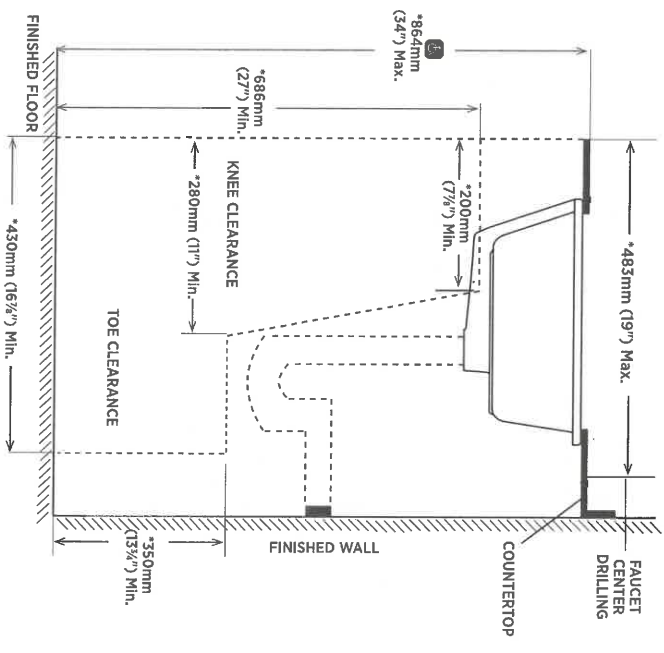 *483mm (19") Max.
FAUCET
CENTER
DRILLING
COUNTERTOP
*864mm
(34") Max.
*686mm
(27") Min.
*200mm
(7⅞") Min.
KNEE CLEARANCE
*280mm (11") Min.
FINISHED WALL
TOE CLEARANCE
*350mm
(13¾") Min.
FINISHED FLOOR
*430mm (16⅞") Min.